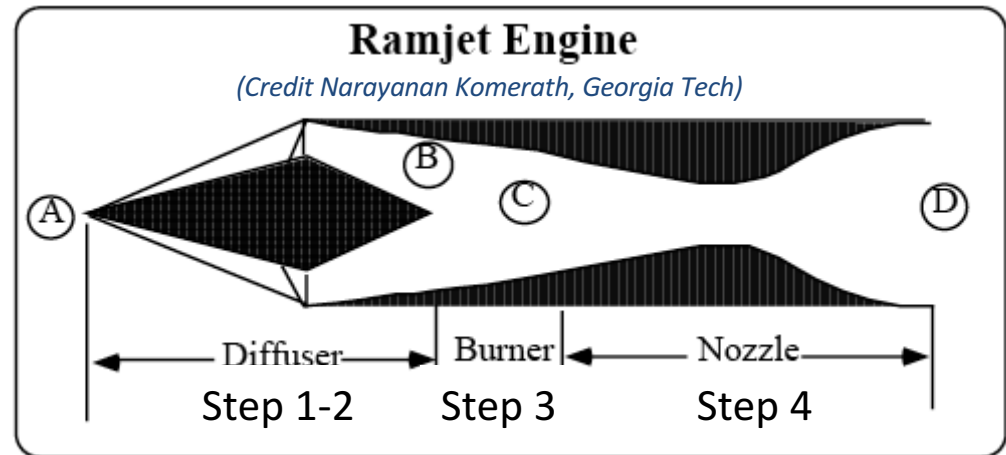 Ramjet Engine
(Credit Narayanan Komerath, Georgia Tech)
B
A
C
D
Diffuser
Burner
Nozzle
Step 1-2
Step 3
Step 4